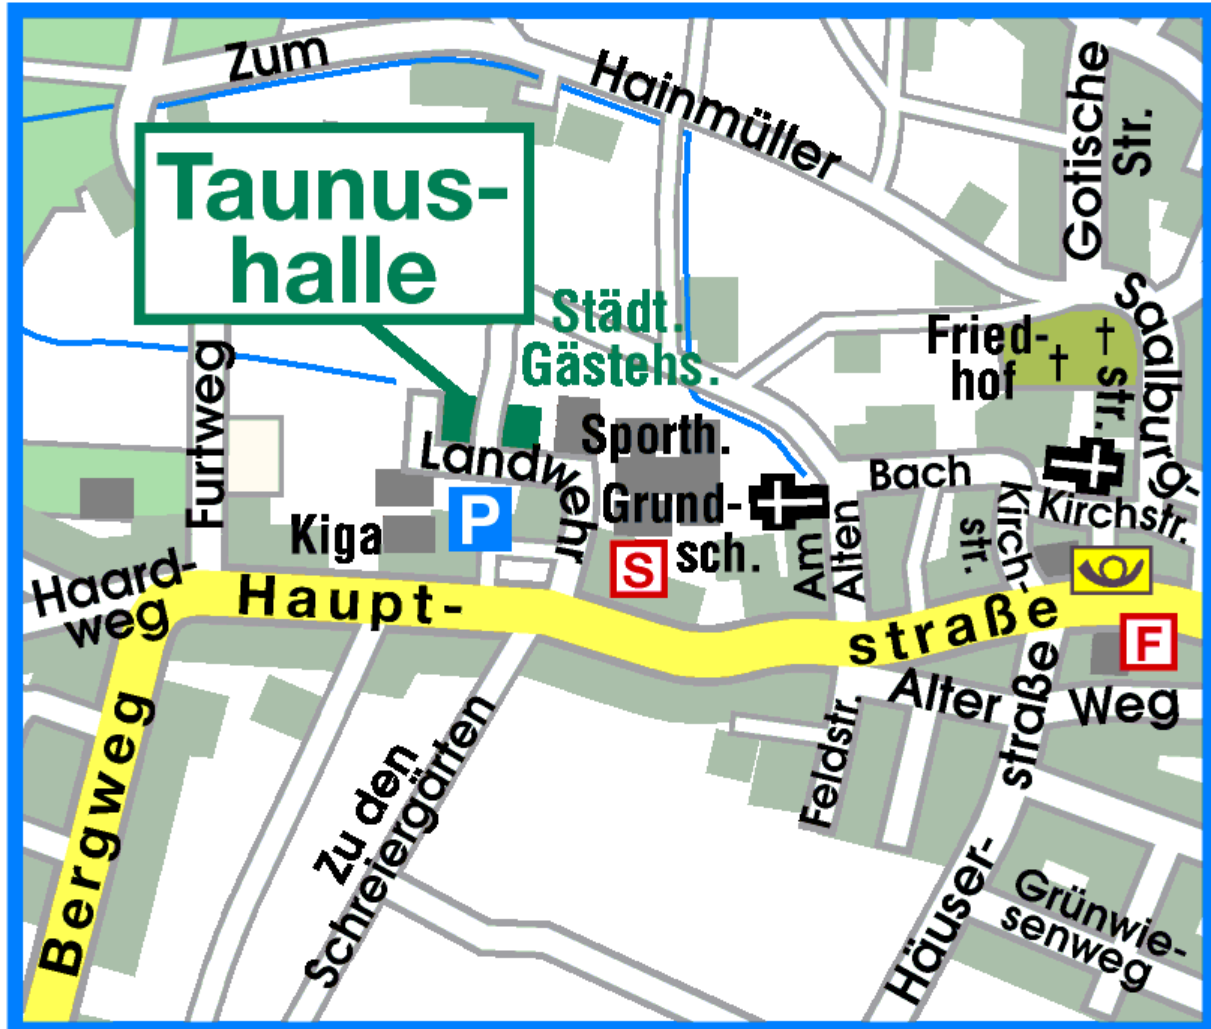 Zum
Hainmüller
Gotische
Str.
Taunus-
halle
Städt.
Gästehs.
Saalburg-
str.
Fried-
hof
Furtweg
Landwehr
Sporth.
Grund-
sch.
Bach
str.
Kirchstr.
Kirch-
straße
Am
Alten
Kiga
P
S
F
Haard-
weg
Haupt-
straße
Alter
Weg
Bergweg
Zu den
Schreiergärten
Feldstr.
Häuser-
Grünwie-
senweg